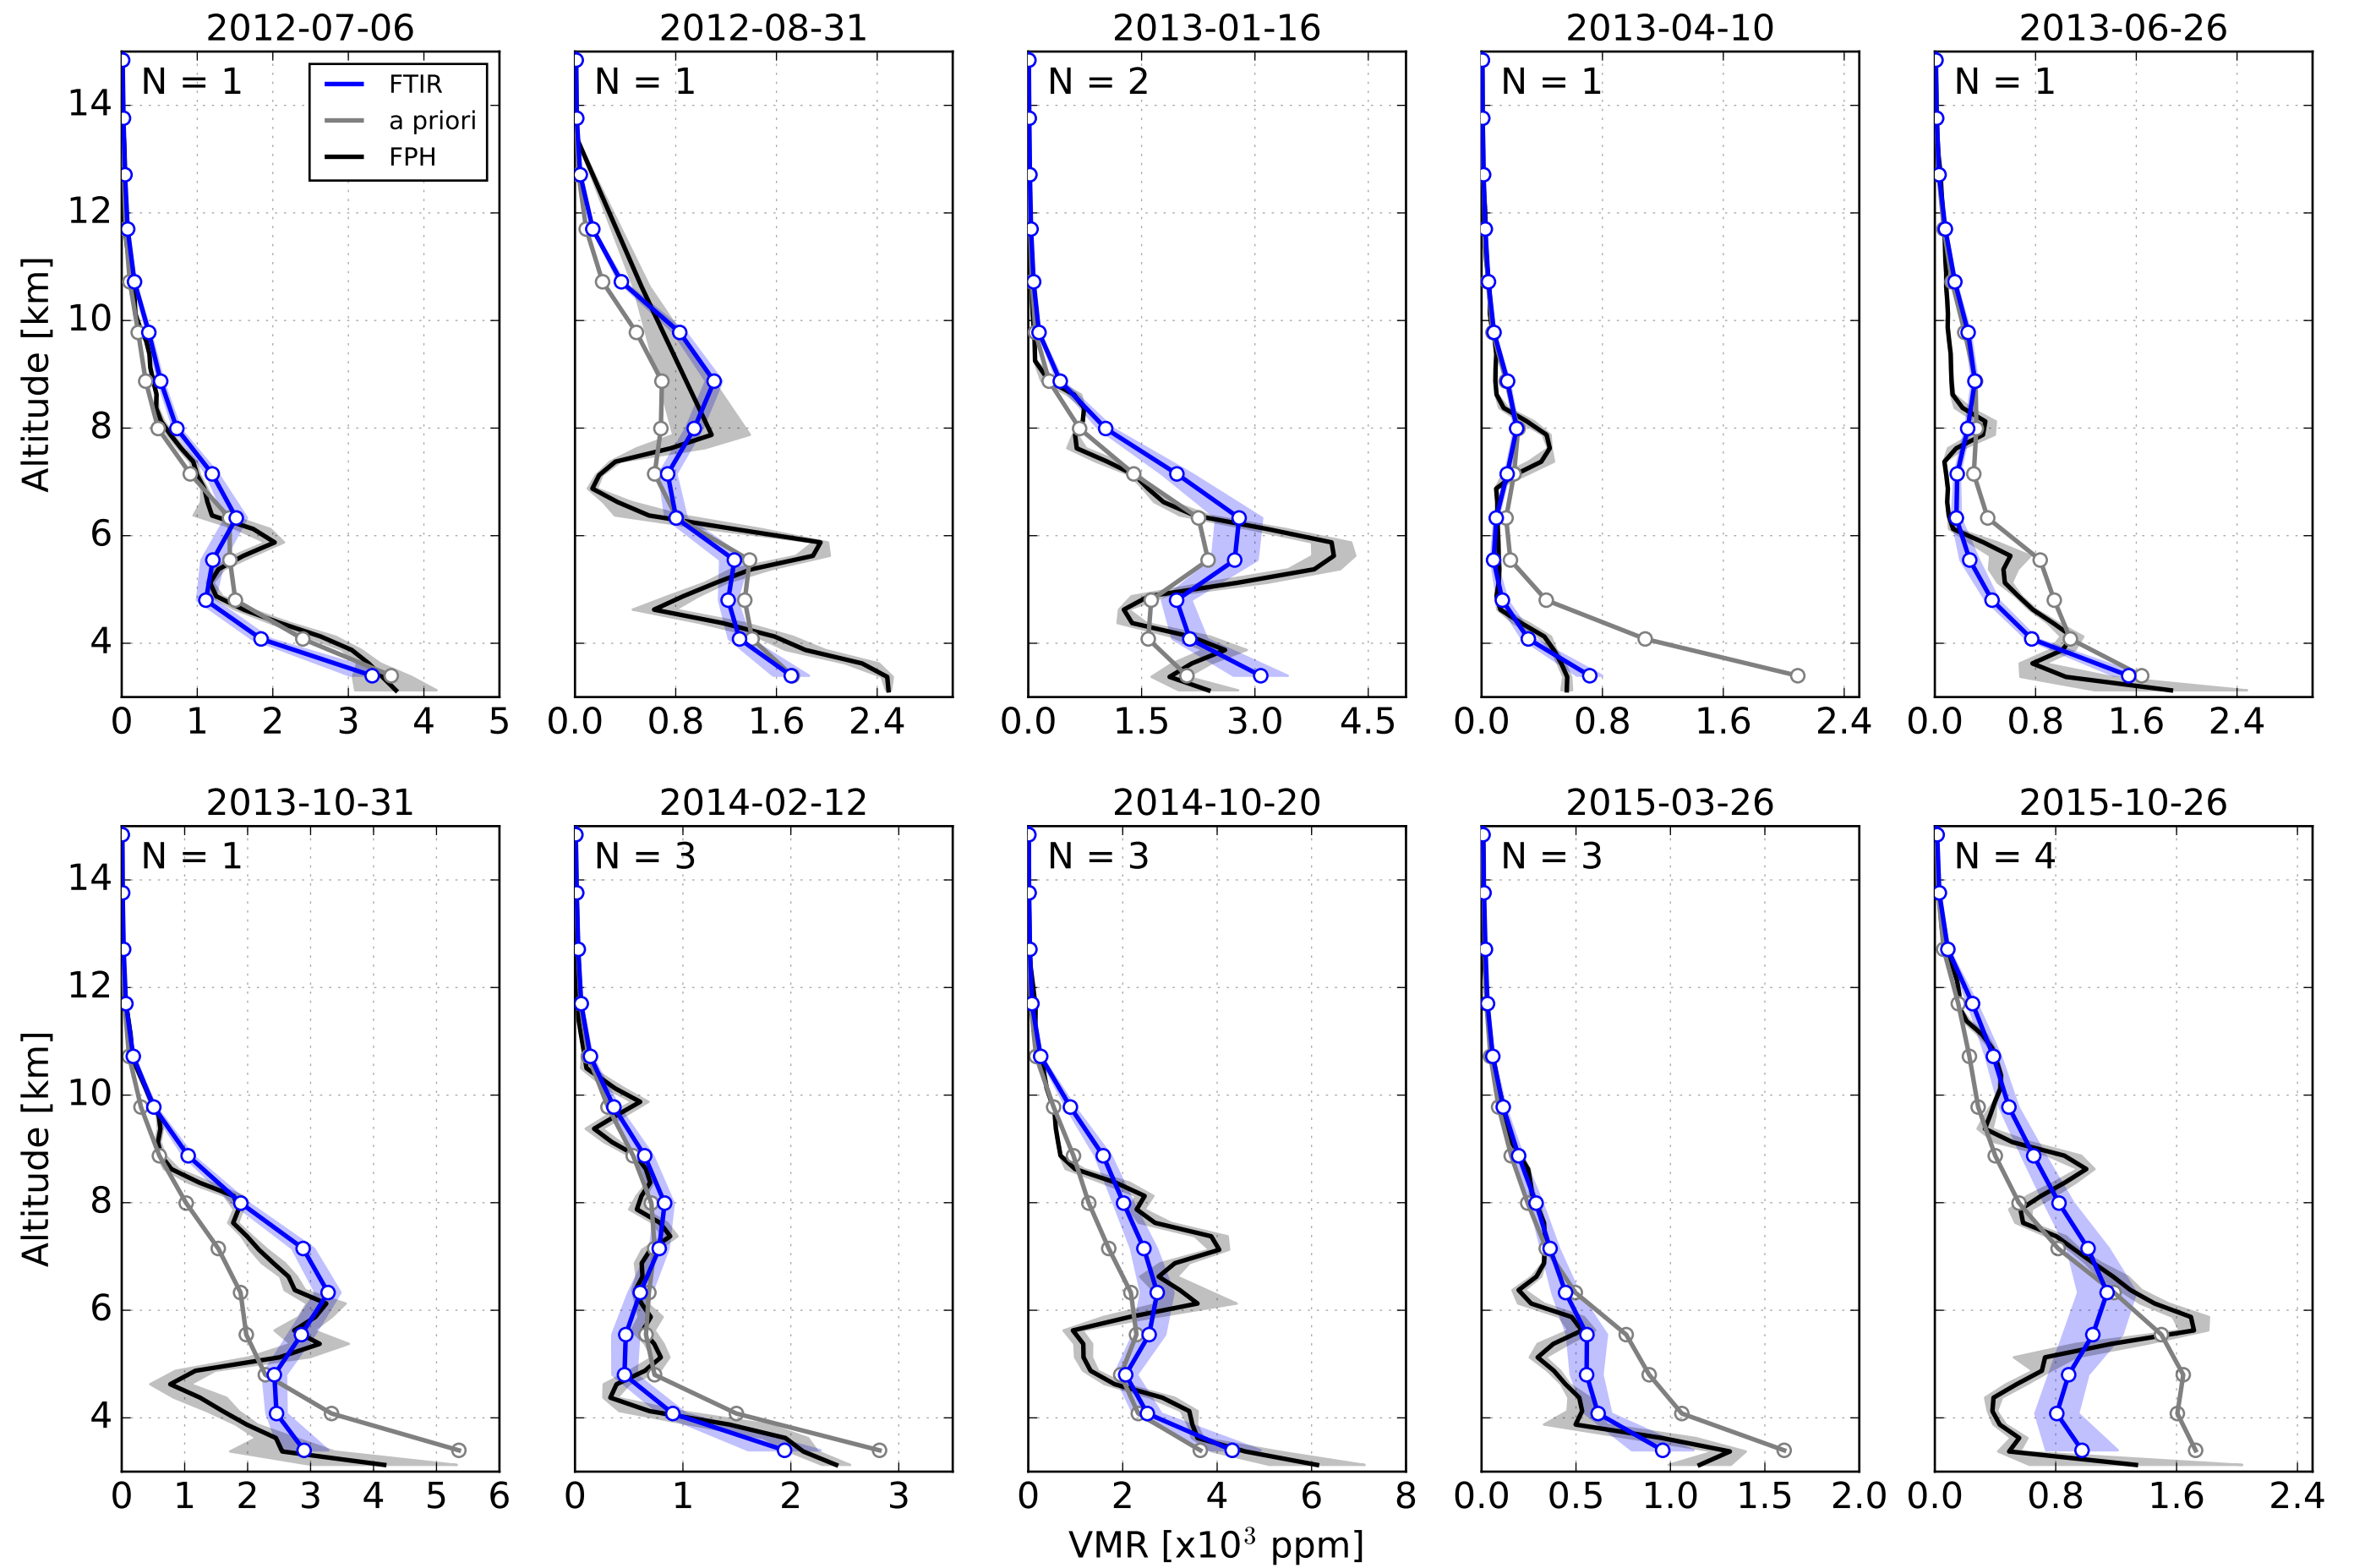 2012-07-06 2012-08-31 2013-01-16 2013-04-10 2013-06-26
N = 1 N = 1 N = 2 N = 1 N = 1
FTIR
a priori
FPH
Altitude [km]
14
12
10
8
6
4
0 1 2 3 4 5
0.0 0.8 1.6 2.4
0.0 1.5 3.0 4.5
0.0 0.8 1.6 2.4
0.0 0.8 1.6 2.4
2013-10-31 2014-02-12 2014-10-20 2015-03-26 2015-10-26
N = 1 N = 3 N = 3 N = 3 N = 4
Altitude [km]
14
12
10
8
6
4
0 1 2 3 4 5 6
0 1 2 3
0 2 4 6 8
0.0 0.5 1.0 1.5 2.0
0.0 0.8 1.6 2.4
VMR [x10³ ppm]